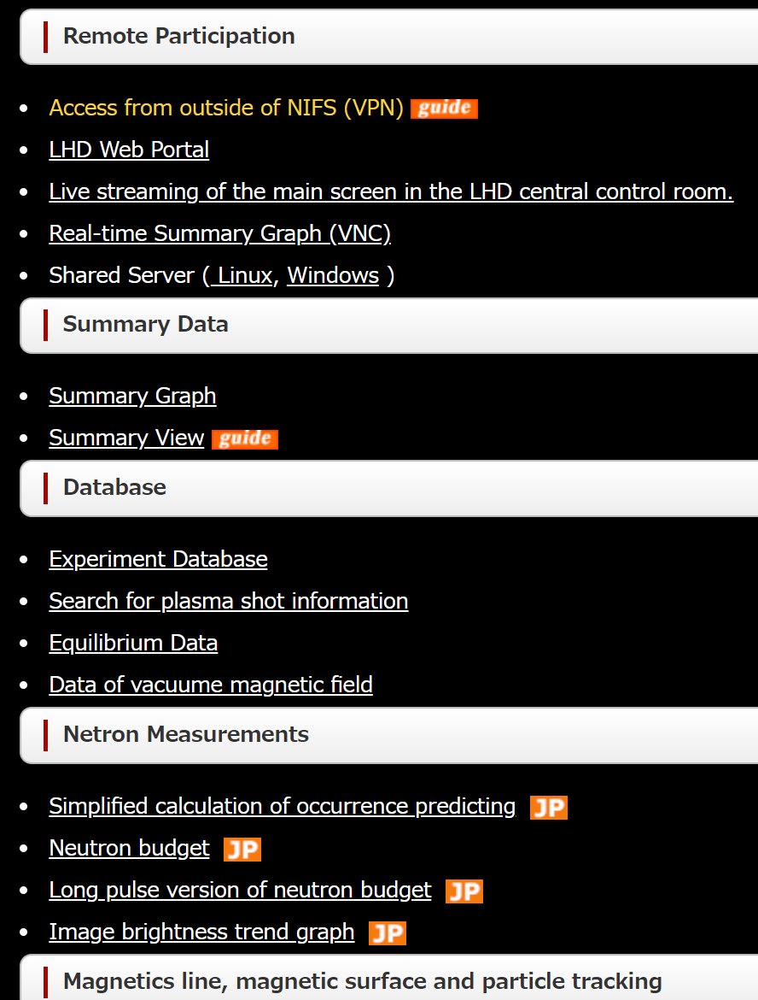 Remote Participation
Access from outside of NIFS (VPN) guide
LHD Web Portal
Live streaming of the main screen in the LHD central control room.
Real-time Summary Graph (VNC)
Shared Server ( Linux, Windows )
Summary Data
Summary Graph
Summary View guide
Database
Experiment Database
Search for plasma shot information
Equilibrium Data
Data of vacuume magnetic field
Netron Measurements
Simplified calculation of occurrence predicting JP
Neutron budget JP
Long pulse version of neutron budget JP
Image brightness trend graph JP
Magnetics line, magnetic surface and particle tracking